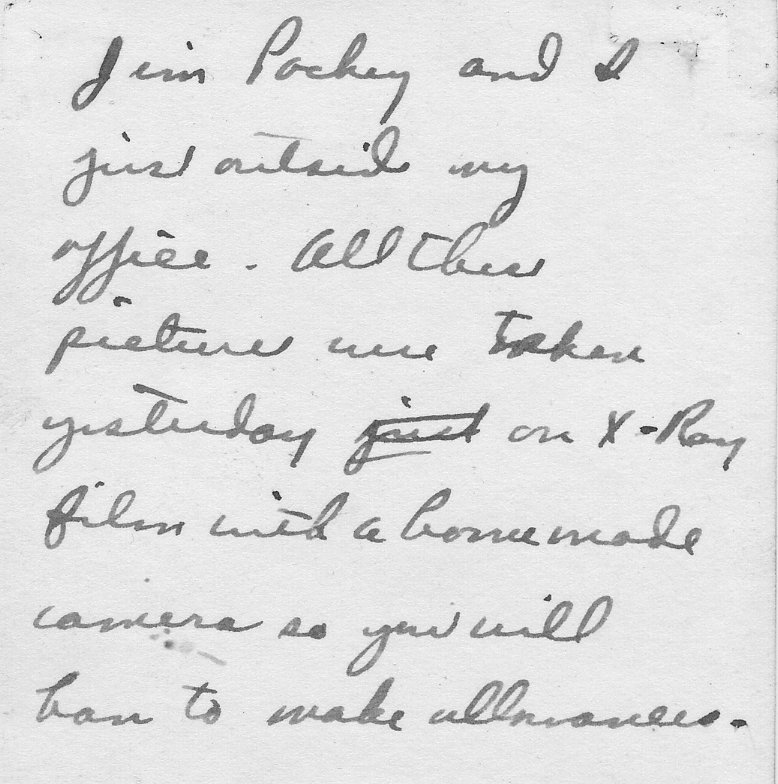 Jim Pockey and I
just outside my
office. All these
pictures were taken
yesterday just on X-Ray
film with a homemade
camera so you will
have to make allowances.